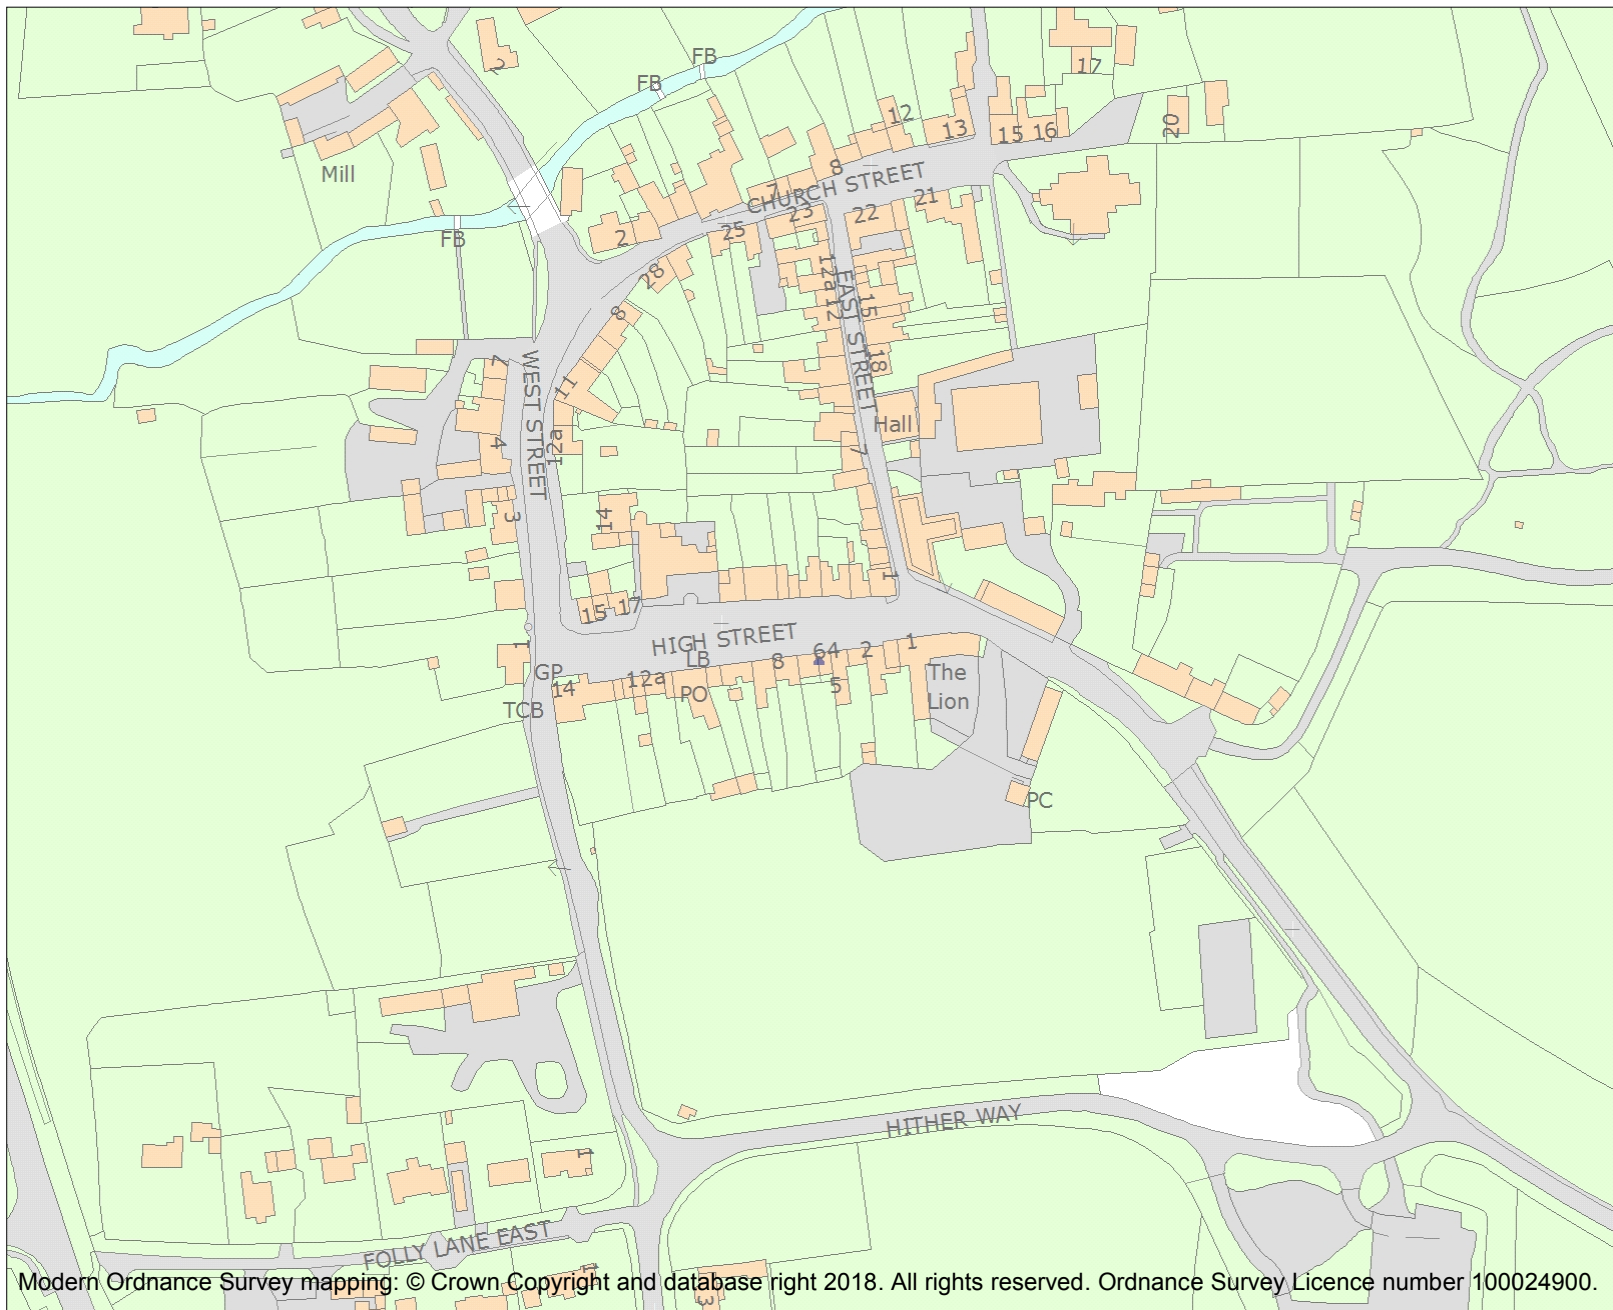 2
FB
FB
17
12
13
15
16
20
Mill
8
CHURCH STREET
7
21
23
22
25
2
FB
28
12a
EAST STREET
12
15
8
18
7
WEST STREET
11
Hall
4
12a
7
3
14
1
15
17
HIGH STREET
1
LB
64
2
1
8
GP
12a
5
The
Lion
14
PO
TCB
PC
HITHER WAY
1
FOLLY LANE EAST
1
3
Modern Ordnance Survey mapping: © Crown Copyright and database right 2018. All rights reserved. Ordnance Survey Licence number 100024900.